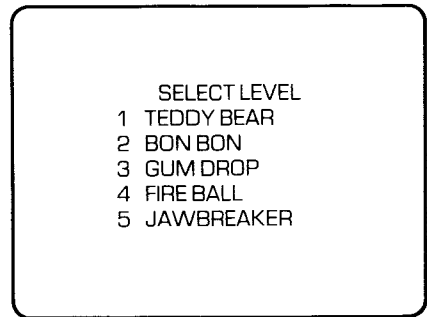 SELECT LEVEL
1 TEDDY BEAR
2 BON BON
3 GUM DROP
4 FIRE BALL
5 JAWBREAKER